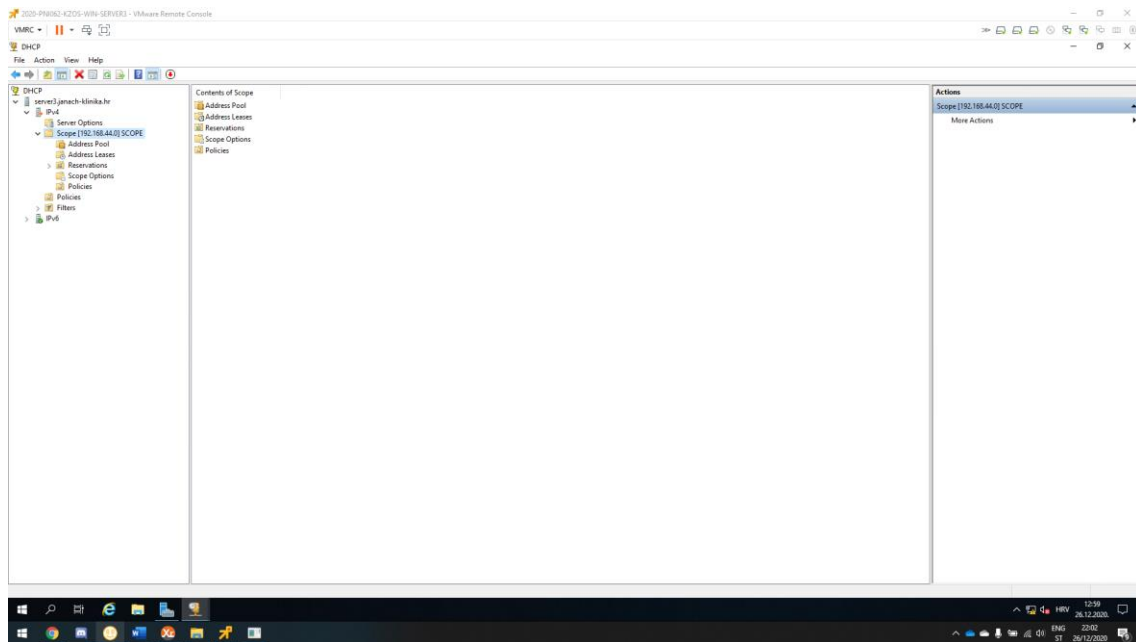 2020-PNI062-KZOS-WIN-SERVER3 - VMware Remote Console
VMRC
DHCP
File Action View Help
DHCP
server3.janach-klinika.hr
IPv4
Server Options
Scope [192.168.44.0] SCOPE
Address Pool
Address Leases
Reservations
Scope Options
Policies
Policies
Filters
IPv6
Contents of Scope
Address Pool
Address Leases
Reservations
Scope Options
Policies
Actions
Scope [192.168.44.0] SCOPE
More Actions
HRV
12:59
26.12.2020.
ENG
ST
22:02
26/12/2020